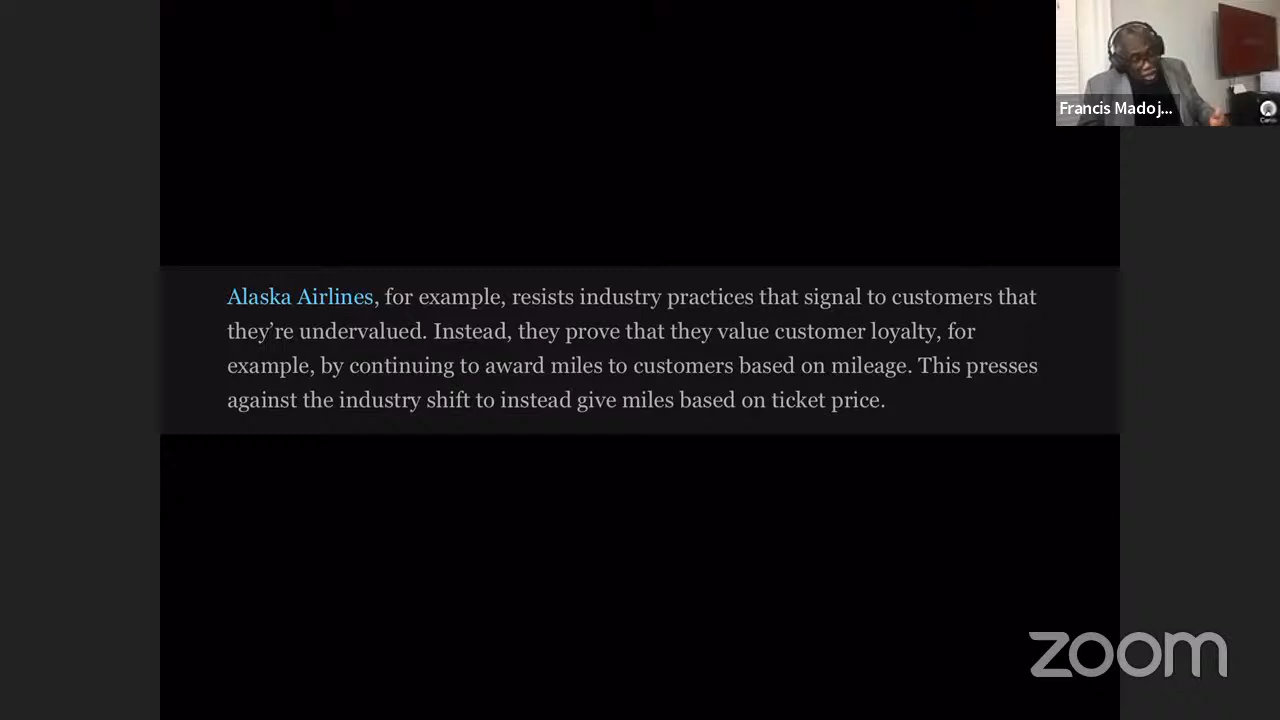 Francis Madoj...
Alaska Airlines, for example, resists industry practices that signal to customers that
they’re undervalued. Instead, they prove that they value customer loyalty, for
example, by continuing to award miles to customers based on mileage. This presses
against the industry shift to instead give miles based on ticket price.
zoom